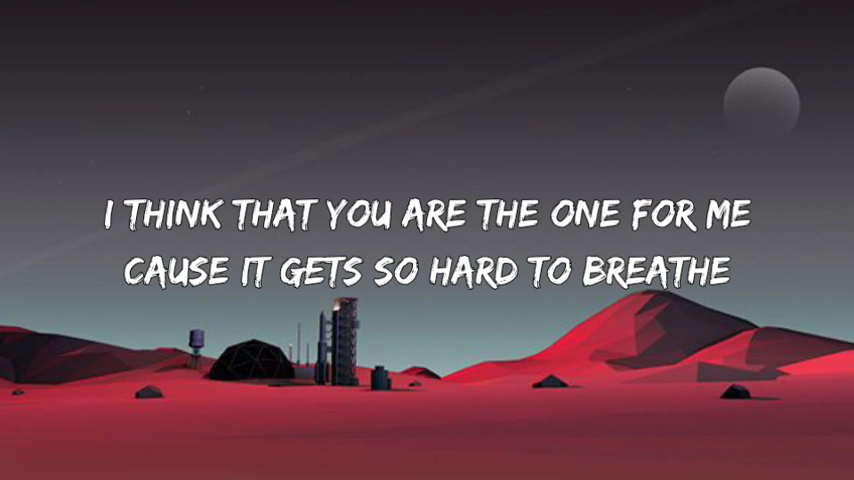 I THINK THAT YOU ARE THE ONE FOR ME
CAUSE IT GETS SO HARD TO BREATHE